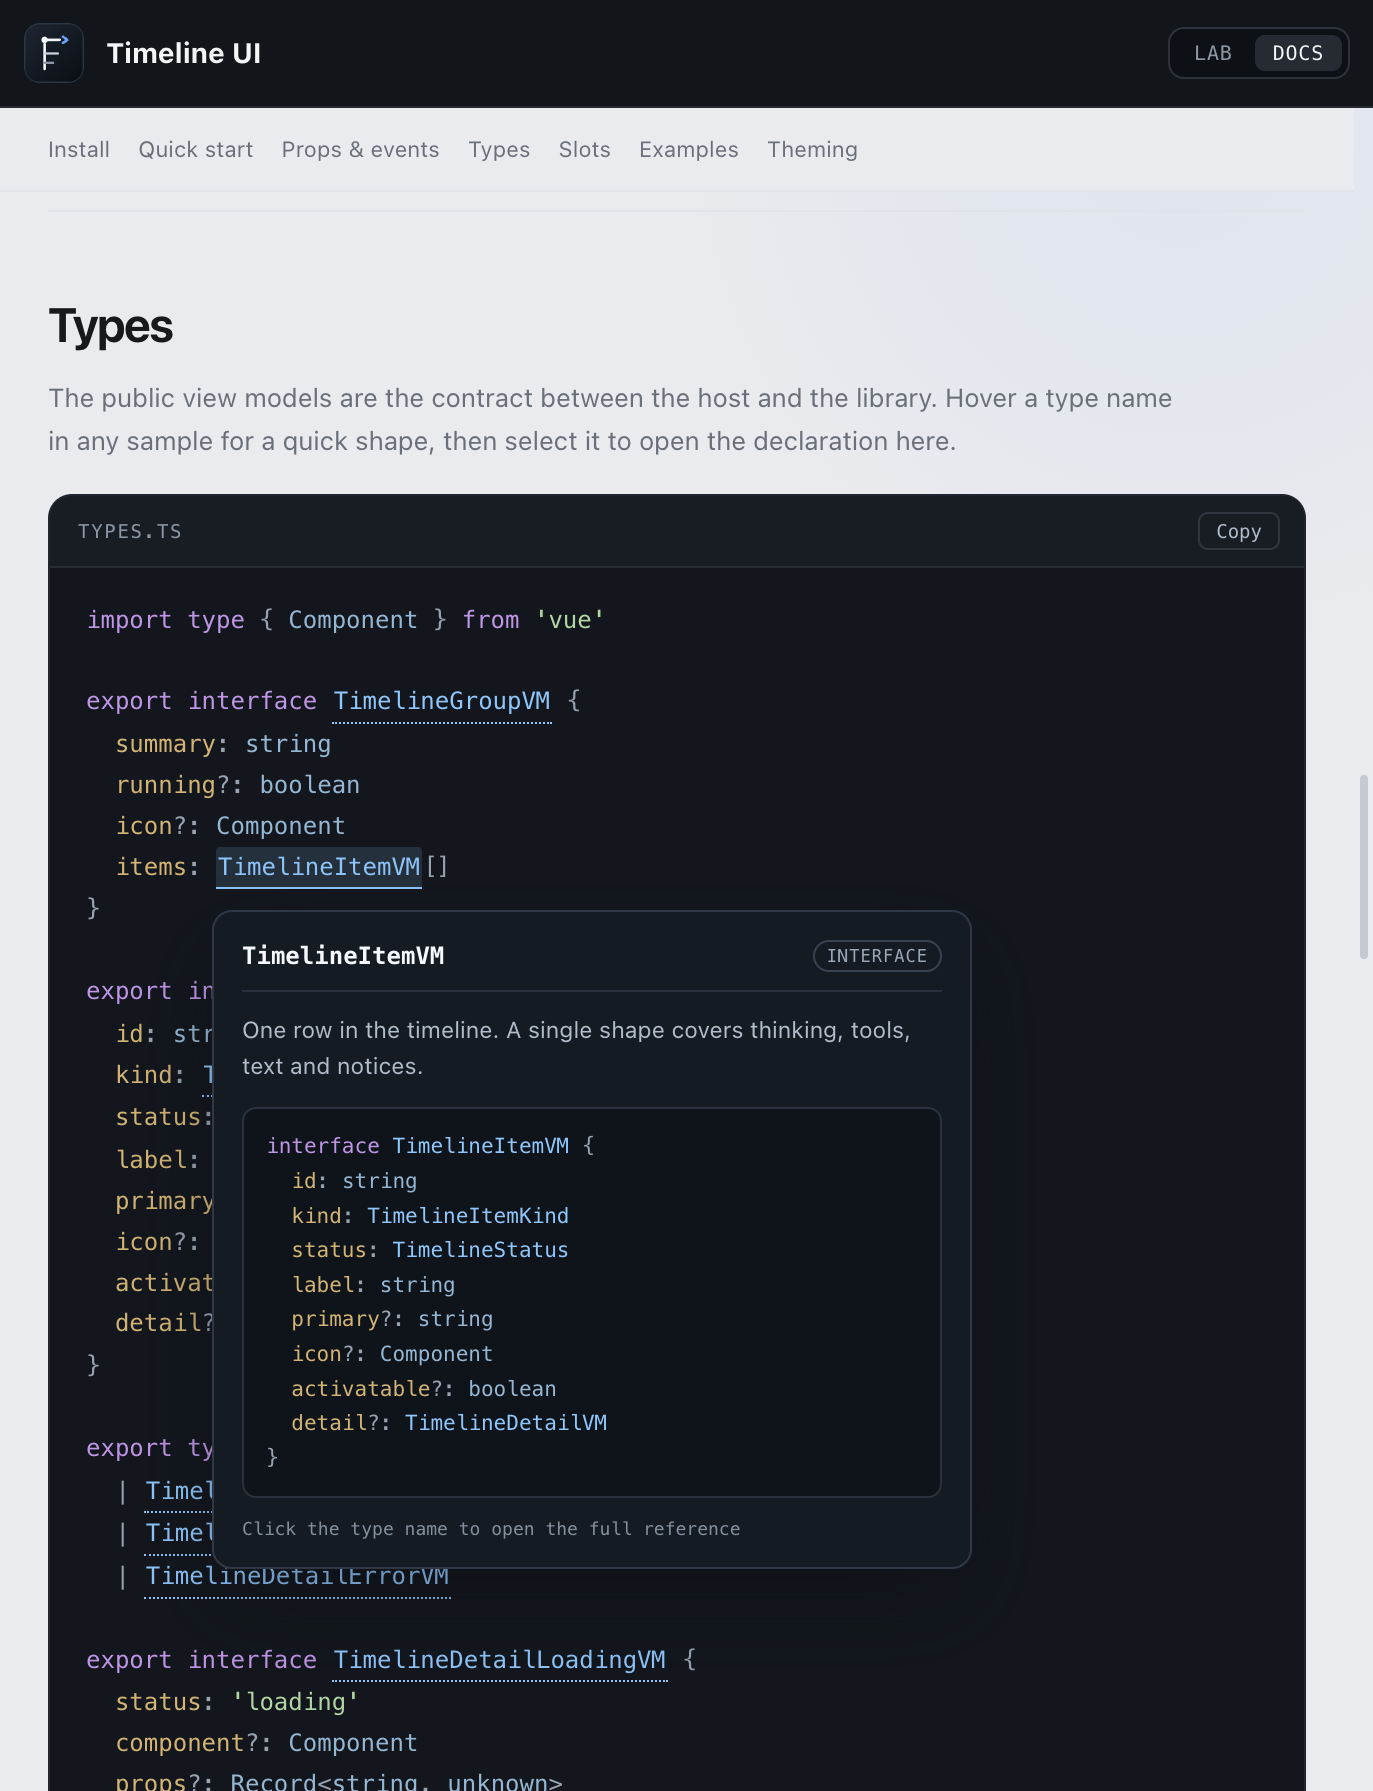 Timeline UI
LAB DOCS
Install Quick start Props & events Types Slots Examples Theming
Types
The public view models are the contract between the host and the library. Hover a type name
in any sample for a quick shape, then select it to open the declaration here.
TYPES.TS
Copy
import type { Component } from 'vue'
export interface TimelineGroupVM {
summary: string
running?: boolean
icon?: Component
items: TimelineItemVM[]
}
export in
id: str
kind: T
status:
label:
primary
icon?:
activat
detail?
}
export ty
| Timel
| Timel
| TimelineDetailErrorVM
TimelineItemVM
INTERFACE
One row in the timeline. A single shape covers thinking, tools,
text and notices.
interface TimelineItemVM {
id: string
kind: TimelineItemKind
status: TimelineStatus
label: string
primary?: string
icon?: Component
activatable?: boolean
detail?: TimelineDetailVM
}
Click the type name to open the full reference
export interface TimelineDetailLoadingVM {
status: 'loading'
component?: Component
props?: Record<string, unknown>